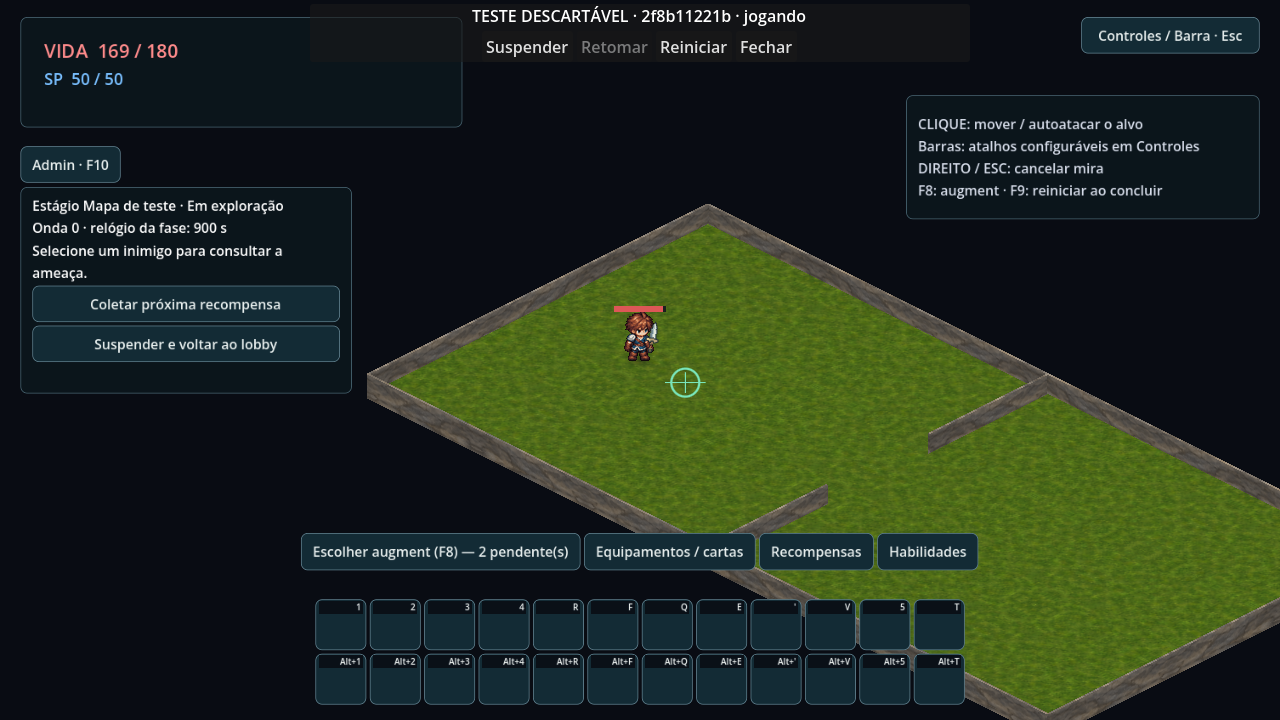 TESTE DESCARTÁVEL · 2f8b11221b · jogando
Suspender Retomar Reiniciar Fechar
VIDA 169 / 180
SP 50 / 50
Controles / Barra · Esc
CLIQUE: mover / autoatacar o alvo
Barras: atalhos configuráveis em Controles
DIREITO / ESC: cancelar mira
F8: augment · F9: reiniciar ao concluir
Admin · F10
Estágio Mapa de teste · Em exploração
Onda 0 · relógio da fase: 900 s
Selecione um inimigo para consultar a
ameaça.
Coletar próxima recompensa
Suspender e voltar ao lobby
Escolher augment (F8) — 2 pendente(s) Equipamentos / cartas Recompensas Habilidades
1 2 3 4 R F Q E ' V 5 T
Alt+1 Alt+2 Alt+3 Alt+4 Alt+R Alt+F Alt+Q Alt+E Alt+' Alt+V Alt+5 Alt+T